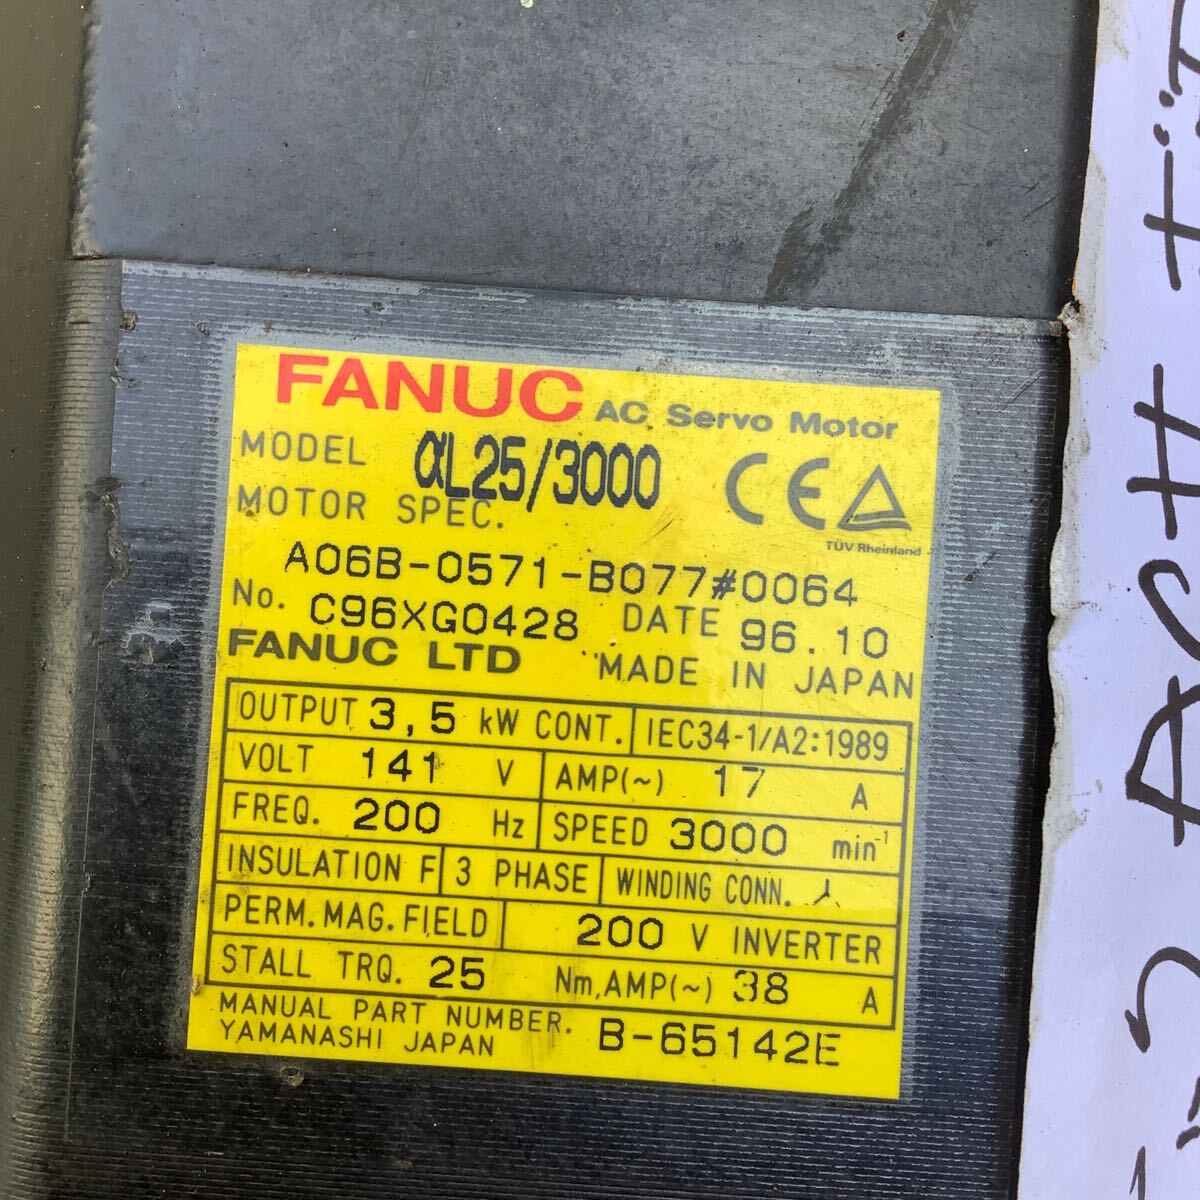 FANUC AC Servo Motor
MODEL αL25/3000
CE
TÜV Rheinland
MOTOR SPEC.
A06B-0571-B077#0064
No. C96XG0428 DATE 96.10
FANUC LTD MADE IN JAPAN
OUTPUT 3,5 kW CONT. IEC34-1/A2:1989
VOLT 141 V AMP(~) 17 A
FREQ. 200 Hz SPEED 3000 min⁻¹
INSULATION F 3 PHASE WINDING CONN.
PERM.MAG.FIELD 200 V INVERTER
STALL TRQ. 25 Nm,AMP(~) 38 A
MANUAL PART NUMBER. B-65142E
YAMANASHI JAPAN